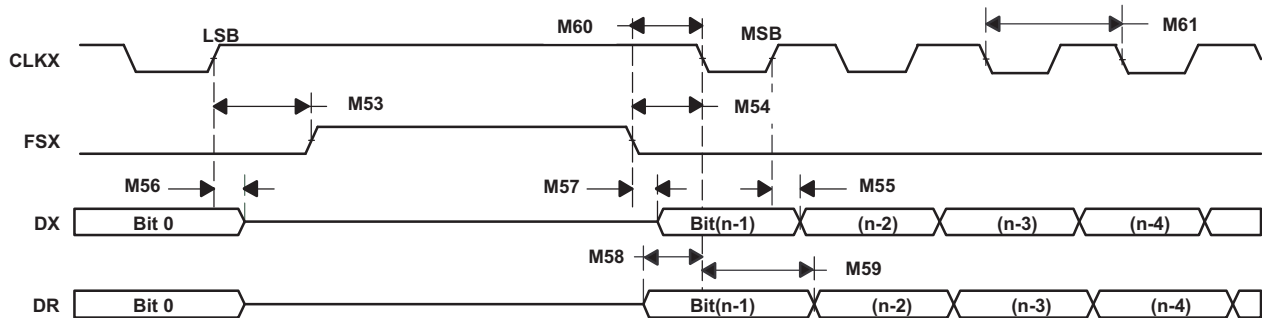 LSB M60 MSB M61
CLKX
M53 M54
FSX
M56 M57 M55
DX Bit 0 Bit(n-1) (n-2) (n-3) (n-4)
M58 M59
DR Bit 0 Bit(n-1) (n-2) (n-3) (n-4)